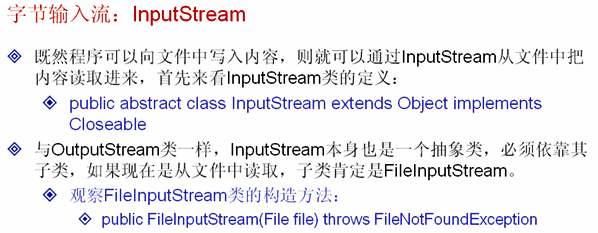 字节输入流：InputStream
既然程序可以向文件中写入内容，则就可以通过InputStream从文件中把
内容读取进来，首先来看InputStream类的定义：
public abstract class InputStream extends Object implements
Closeable
与OutputStream类一样，InputStream本身也是一个抽象类，必须依靠其
子类，如果现在是从文件中读取，子类肯定是FileInputStream。
观察FileInputStream类的构造方法：
public FileInputStream(File file) throws FileNotFoundException